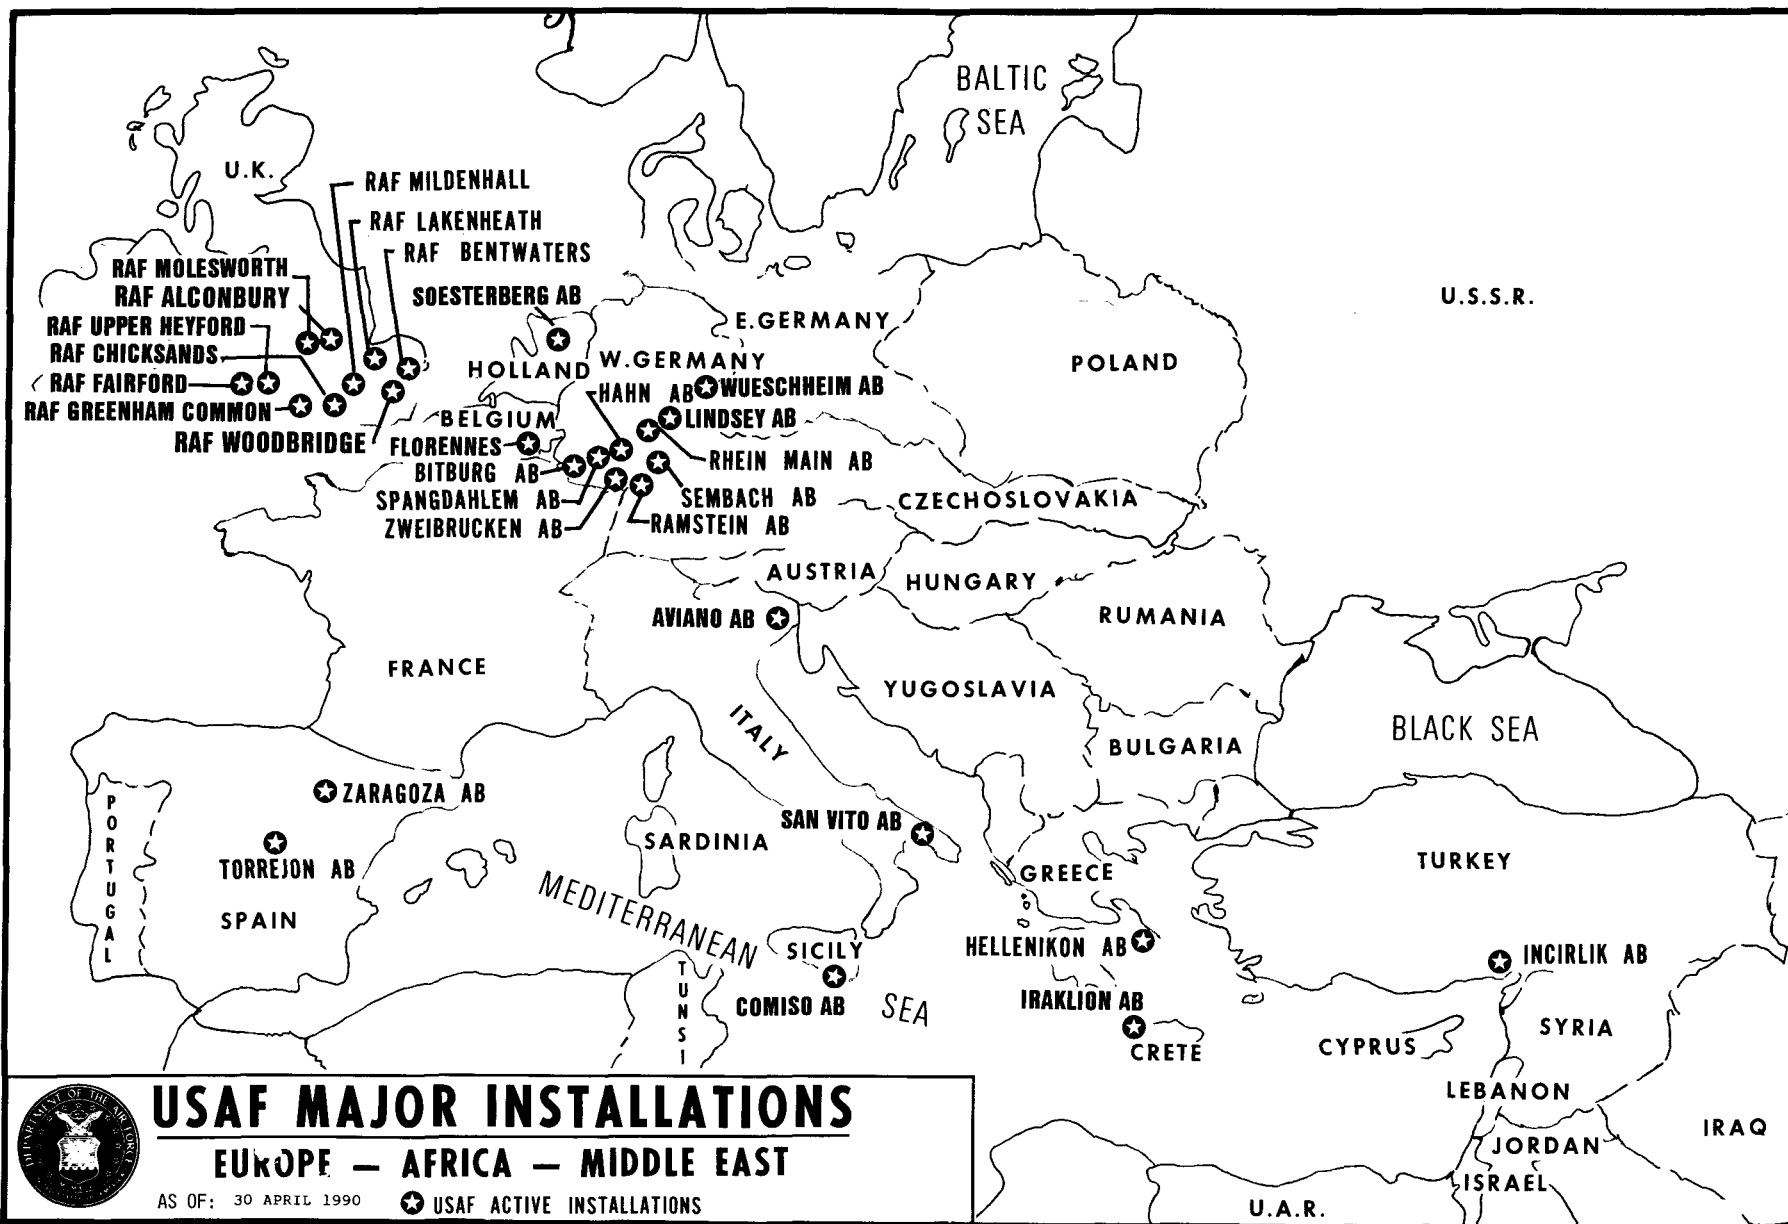 BALTIC
SEA
U.K.
RAF MILDENHALL
RAF LAKENHEATH
RAF BENTWATERS
RAF MOLESWORTH
RAF ALCONBURY
SOESTERBERG AB
RAF UPPER HEYFORD
RAF CHICKSANDS
RAF FAIRFORD
RAF GREENHAM COMMON
RAF WOODBRIDGE
U.S.S.R.
E.GERMANY
HOLLAND
W.GERMANY
POLAND
HAHN AB
WUESCHHEIM AB
BELGIUM
LINDSEY AB
FLORENNES
BITBURG AB
RHEIN MAIN AB
SPANGDAHLEM AB
SEMBACH AB
CZECHOSLOVAKIA
ZWEIBRUCKEN AB
RAMSTEIN AB
AUSTRIA
HUNGARY
AVIANO AB
RUMANIA
FRANCE
YUGOSLAVIA
ITALY
BLACK SEA
BULGARIA
ZARAGOZA AB
PORTUGAL
SAN VITO AB
SARDINIA
TORREJON AB
TURKEY
GREECE
SPAIN
MEDITERRANEAN
SEA
SICILY
HELLENIKON AB
INCIRLIK AB
TUNSI
COMISO AB
IRAKLION AB
CRETE
CYPRUS
SYRIA
LEBANON
IRAQ
JORDAN
ISRAEL
U.A.R.
DEPARTMENT OF THE AIR FORCE
USAF MAJOR INSTALLATIONS
EUROPE — AFRICA — MIDDLE EAST
AS OF: 30 APRIL 1990
USAF ACTIVE INSTALLATIONS